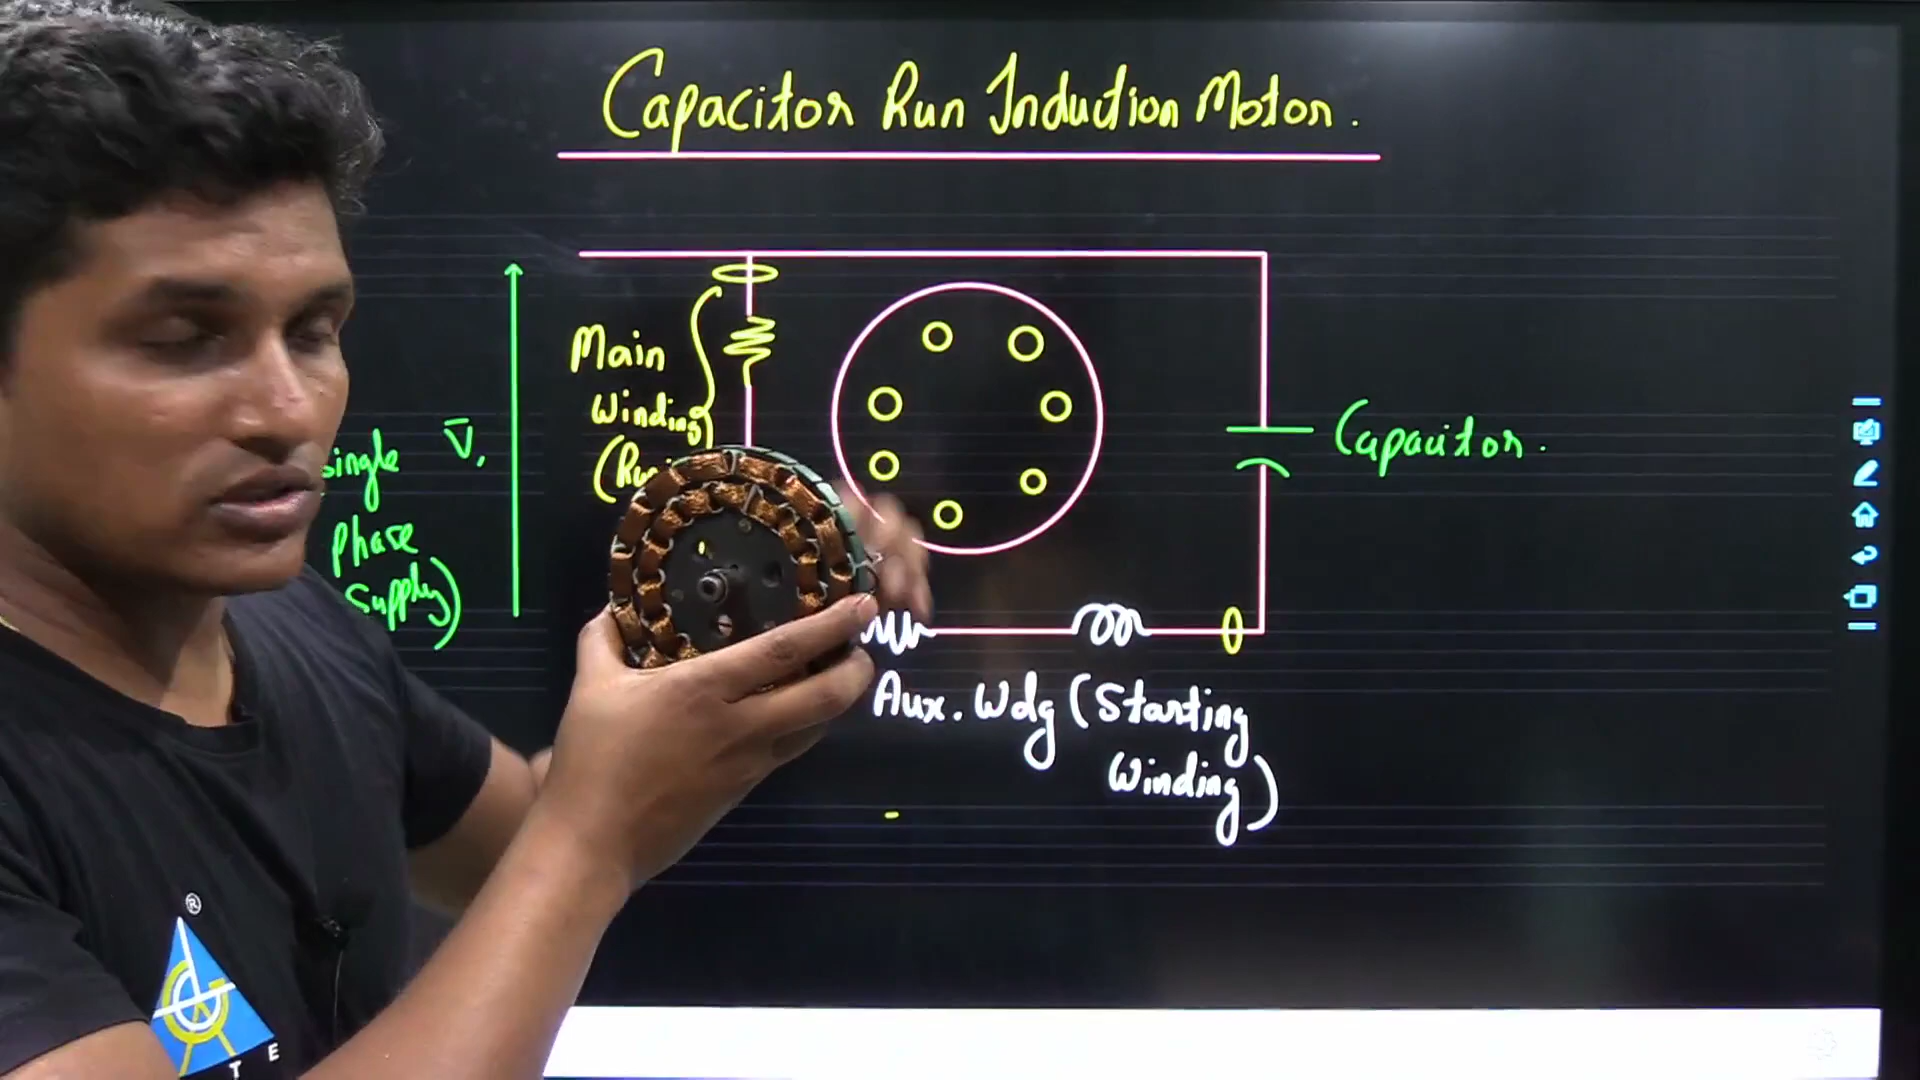 Capacitor Run Induction Motor.
Main
Winding
single
V̄,
Phase
Supply)
Capacitor.
Aux. Wdg (Starting
Winding)
®
T E